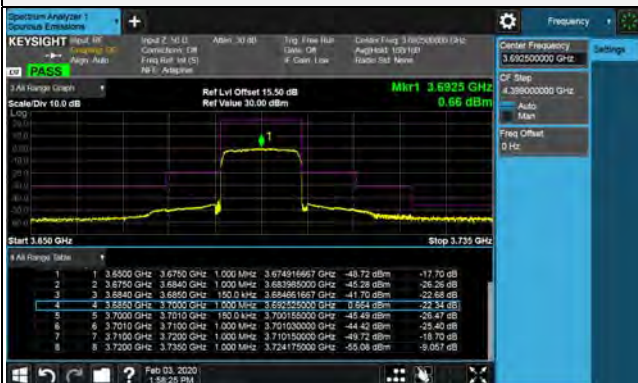 Spectrum Analyzer 1
Spurious Emissions
Frequency
KEYSIGHT Input: RF
Coupling: DC
Align: Auto
Input Z: 50 Ω
Corrections: Off
Freq Ref: Int (S)
NFE: Adaptive
Atten: 30 dB
Trig: Free Run
Gate: Off
IF Gain: Low
Center Freq: 3.692500000 GHz
Avg|Hold: 100/100
Radio Std: None
PASS
Center Frequency
3.692500000 GHz
Settings
CF Step
4.399000000 GHz
Auto
Man
Freq Offset
0 Hz
3 All Range Graph
Scale/Div 10.0 dB
Ref Lvl Offset 15.50 dB
Ref Value 30.00 dBm
Mkr1 3.6925 GHz
0.66 dBm
Log
1
Start 3.650 GHz
Stop 3.735 GHz
4 All Range Table
1 1 3.6500 GHz 3.6750 GHz 1.000 MHz 3.674916667 GHz -48.72 dBm -17.70 dB
2 2 3.6750 GHz 3.6840 GHz 1.000 MHz 3.683985000 GHz -45.28 dBm -26.26 dB
3 3 3.6840 GHz 3.6850 GHz 150.0 kHz 3.684661667 GHz -41.70 dBm -22.68 dB
4 4 3.6850 GHz 3.7000 GHz 1.000 MHz 3.692525000 GHz 0.664 dBm -22.34 dB
5 5 3.7000 GHz 3.7010 GHz 150.0 kHz 3.700155000 GHz -45.49 dBm -26.47 dB
6 6 3.7010 GHz 3.7100 GHz 1.000 MHz 3.701030000 GHz -44.42 dBm -25.40 dB
7 7 3.7100 GHz 3.7200 GHz 1.000 MHz 3.710150000 GHz -49.72 dBm -18.70 dB
8 8 3.7200 GHz 3.7350 GHz 1.000 MHz 3.724175000 GHz -55.06 dBm -9.057 dB
Feb 03, 2020
1:58:25 PM